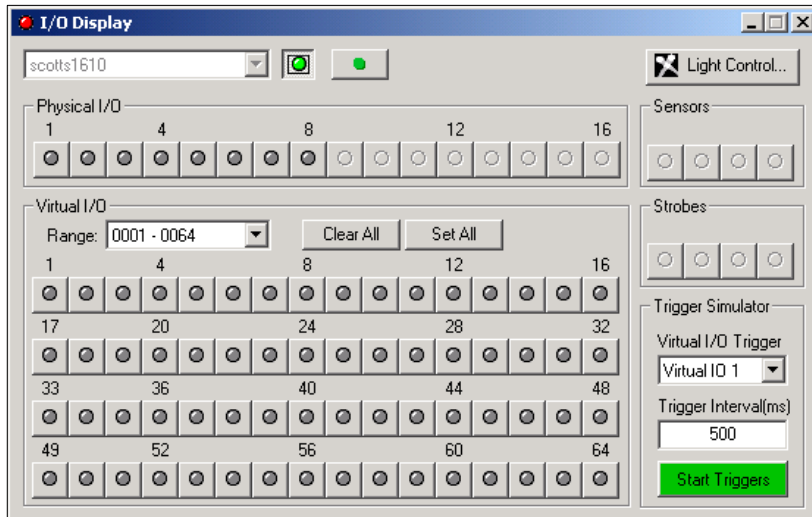 I/O Display
scotts1610
Light Control...
Physical I/O
1 4 8 12 16
Sensors
Virtual I/O
Range: 0001 - 0064 Clear All Set All
1 4 8 12 16
17 20 24 28 32
33 36 40 44 48
49 52 56 60 64
Strobes
Trigger Simulator
Virtual I/O Trigger
Virtual IO 1
Trigger Interval(ms)
500
Start Triggers